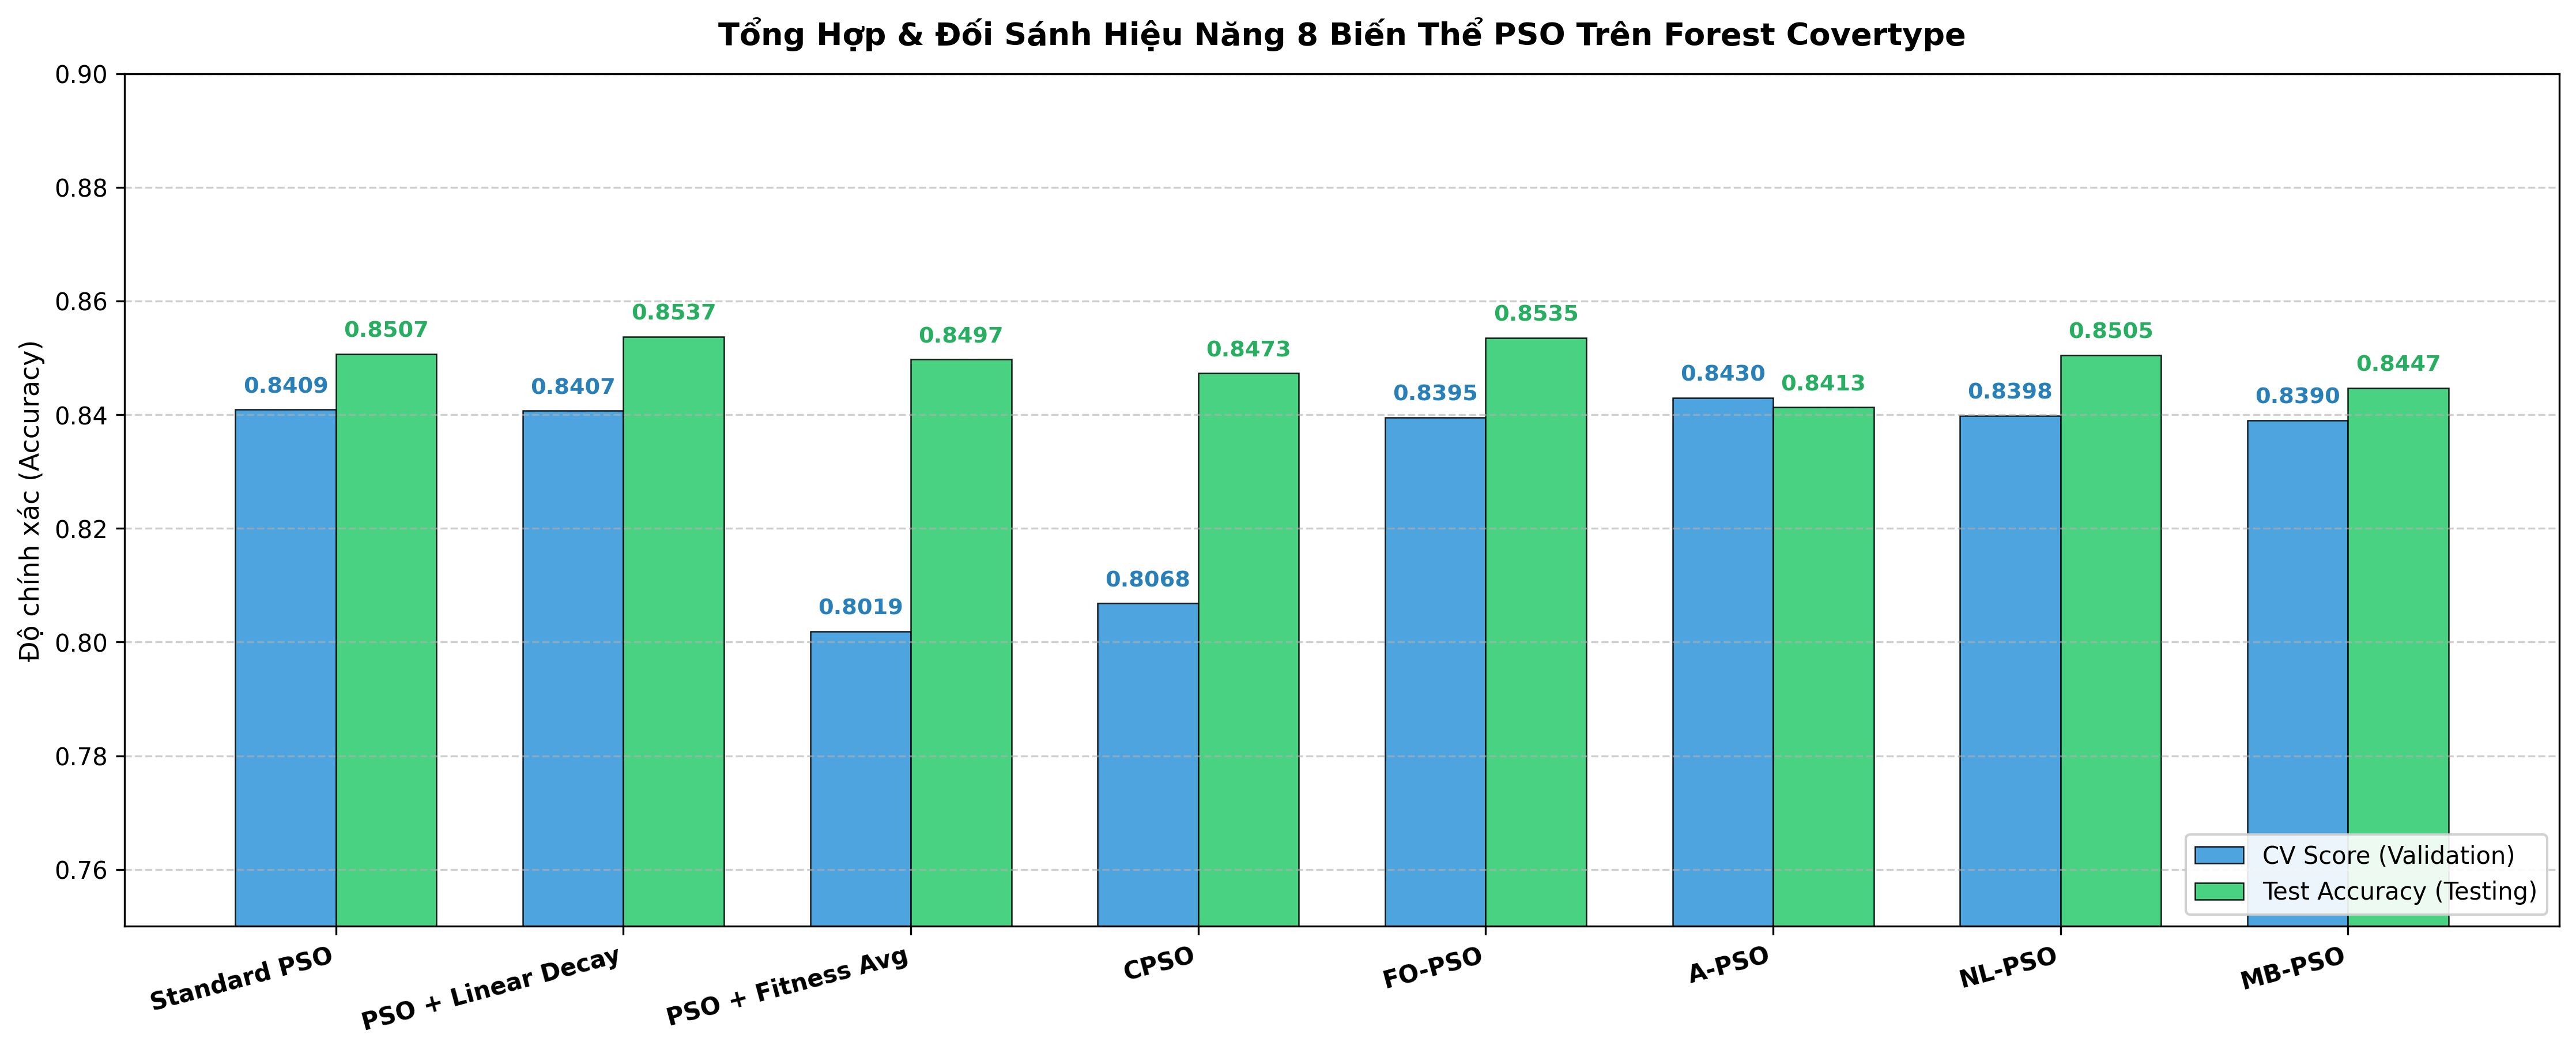 Tổng Hợp & Đối Sánh Hiệu Năng 8 Biến Thể PSO Trên Forest Covertype
Độ chính xác (Accuracy)
0.90
0.88
0.86
0.84
0.82
0.80
0.78
0.76
0.8409
0.8507
0.8407
0.8537
0.8019
0.8497
0.8068
0.8473
0.8395
0.8535
0.8430
0.8413
0.8398
0.8505
0.8390
0.8447
Standard PSO
PSO + Linear Decay
PSO + Fitness Avg
CPSO
FO-PSO
A-PSO
NL-PSO
MB-PSO
CV Score (Validation)
Test Accuracy (Testing)